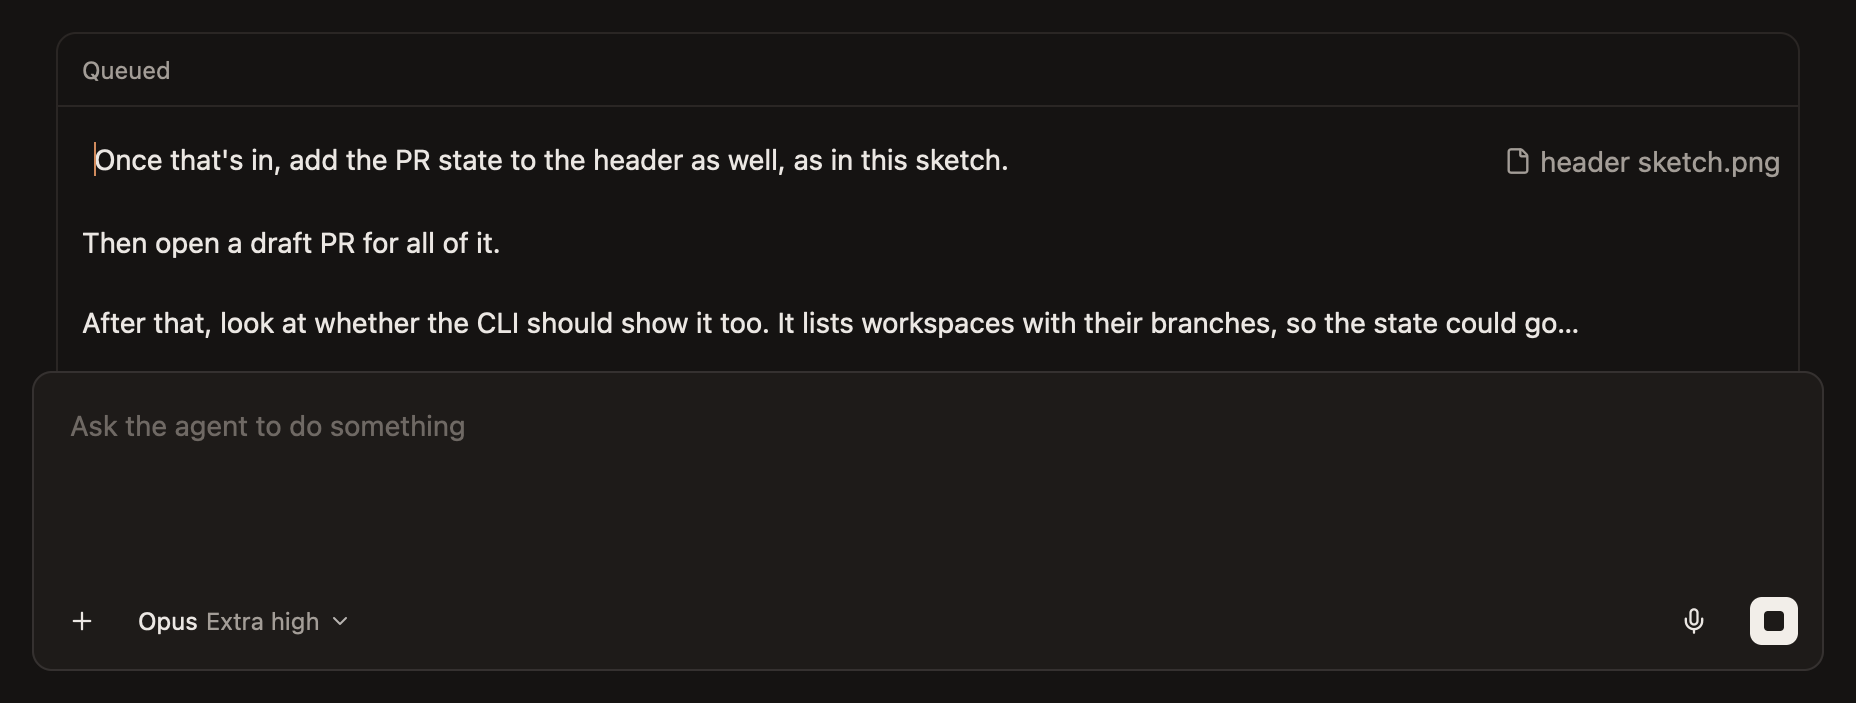 Queued
Once that's in, add the PR state to the header as well, as in this sketch.
header sketch.png
Then open a draft PR for all of it.
After that, look at whether the CLI should show it too. It lists workspaces with their branches, so the state could go...
Ask the agent to do something
Opus Extra high